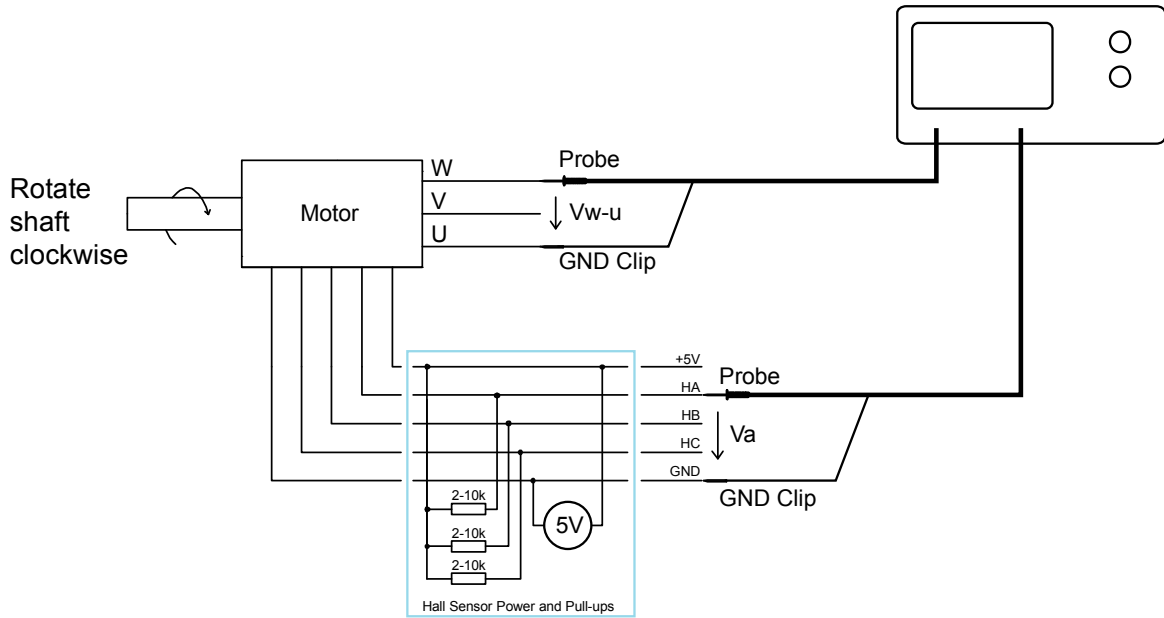 Rotate
shaft
clockwise
Motor
W
V
U
Probe
Vw-u
GND Clip
+5V
HA
HB
HC
GND
Probe
Va
GND Clip
2-10k
2-10k
2-10k
5V
Hall Sensor Power and Pull-ups